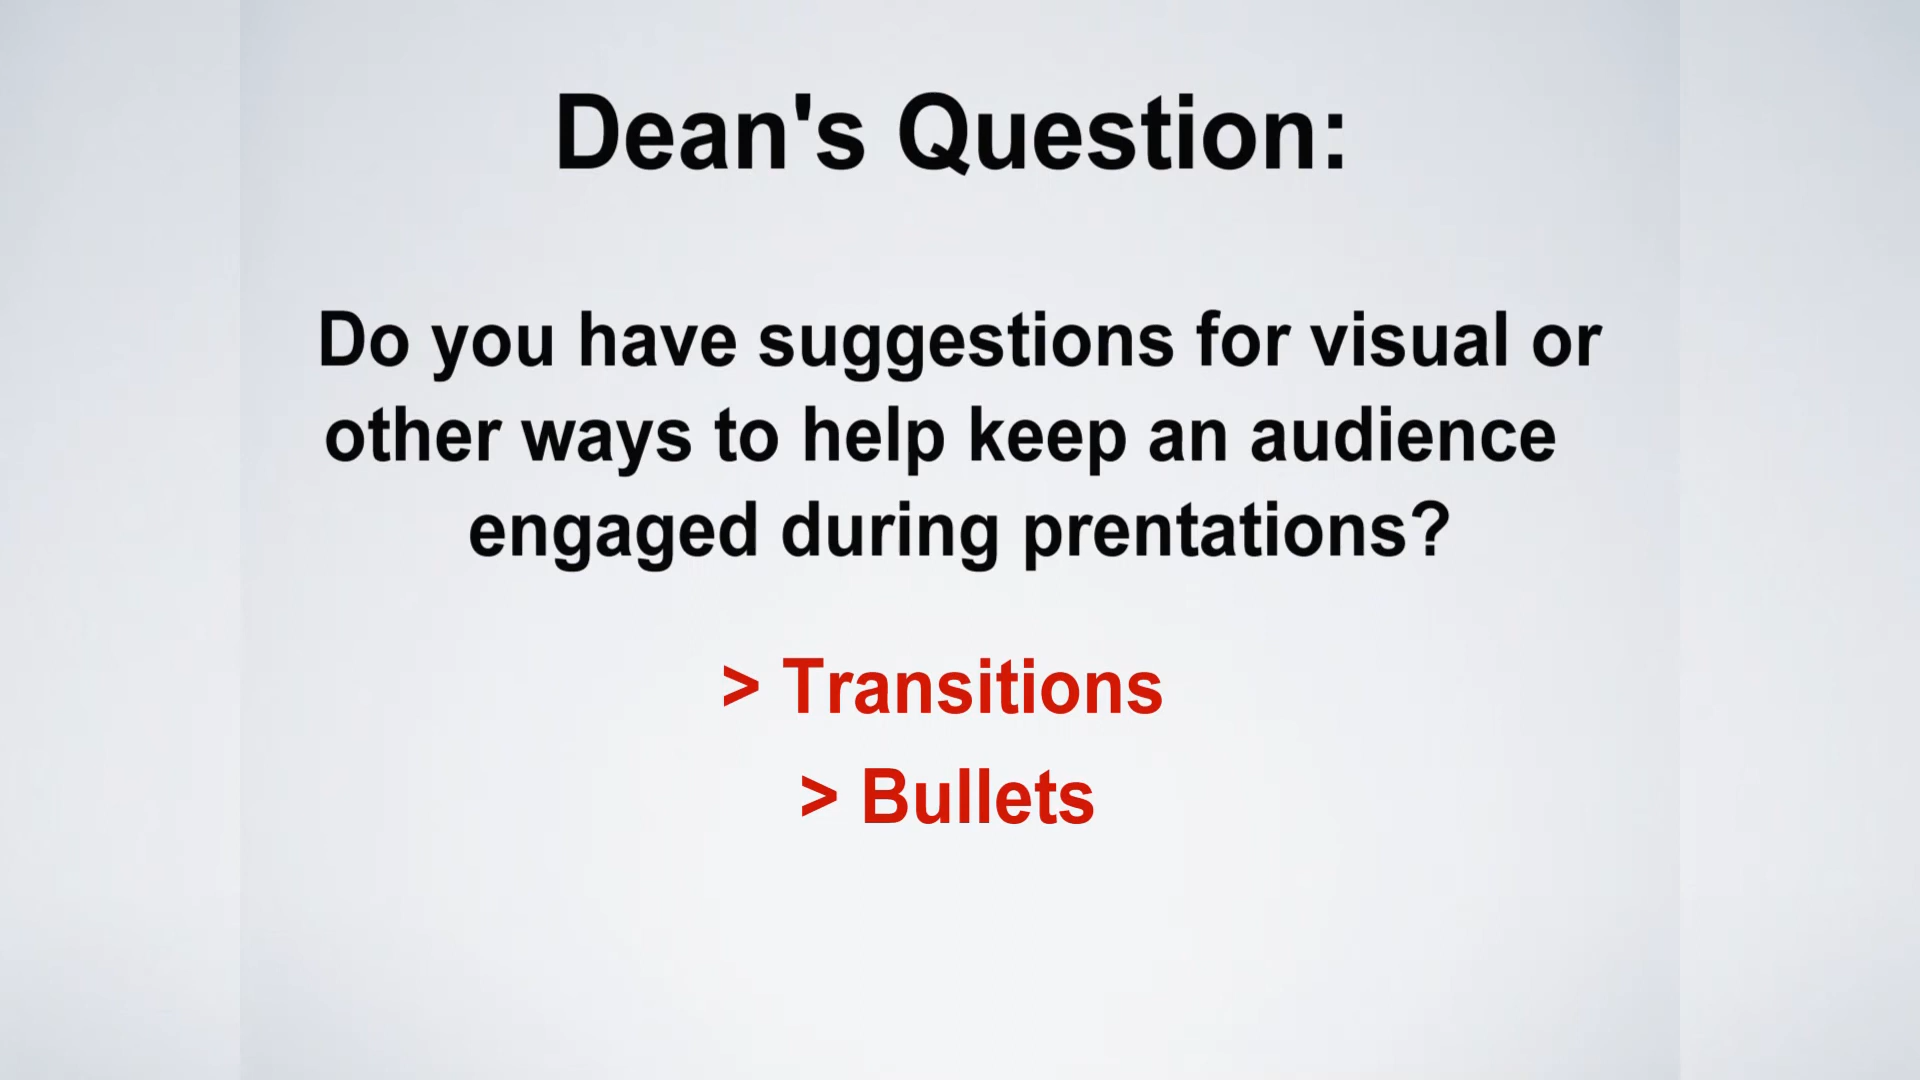 Dean's Question:
Do you have suggestions for visual or
other ways to help keep an audience
engaged during prentations?
> Transitions
> Bullets